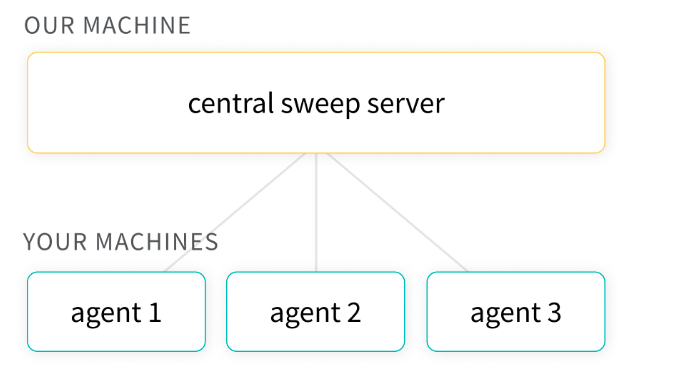 OUR MACHINE
central sweep server
YOUR MACHINES
agent 1
agent 2
agent 3